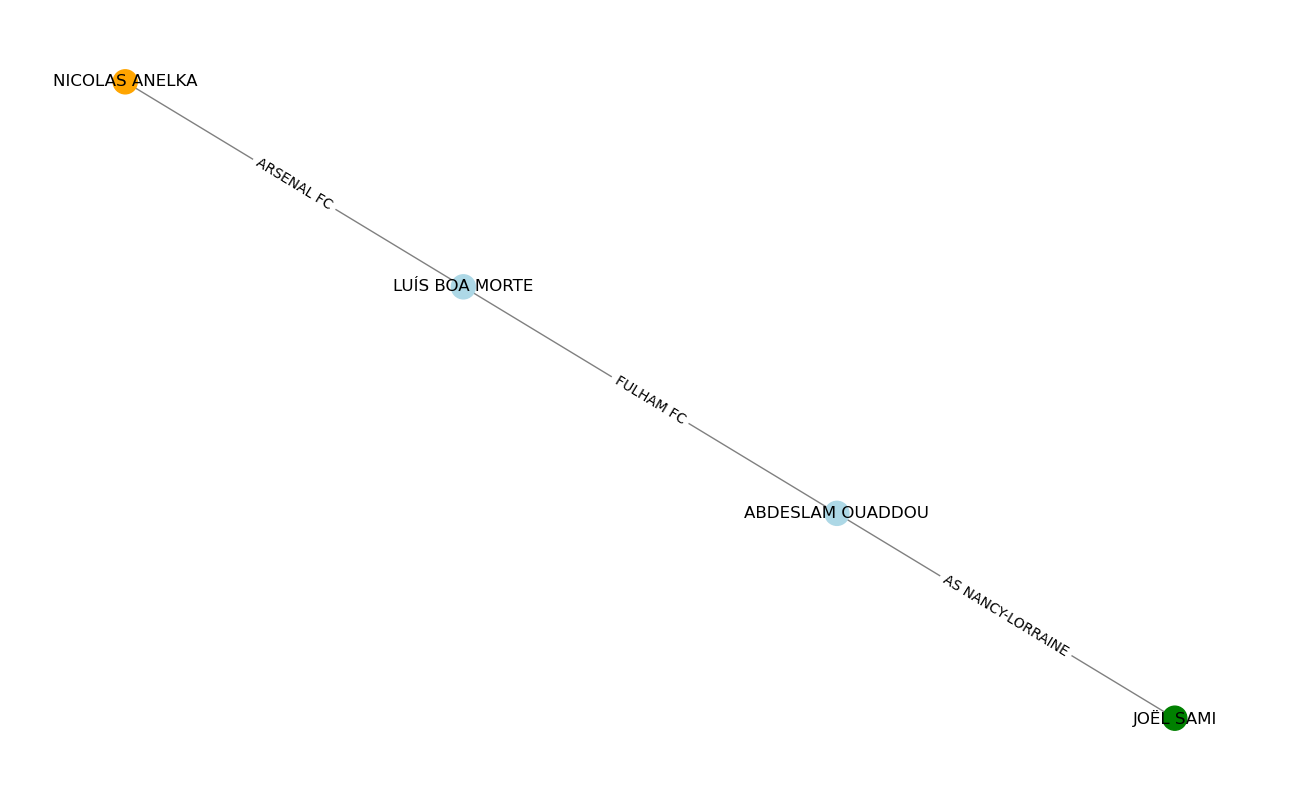 NICOLAS ANELKA
ARSENAL FC
LUÍS BOA MORTE
FULHAM FC
ABDESLAM OUADDOU
AS NANCY-LORRAINE
JOËL SAMI